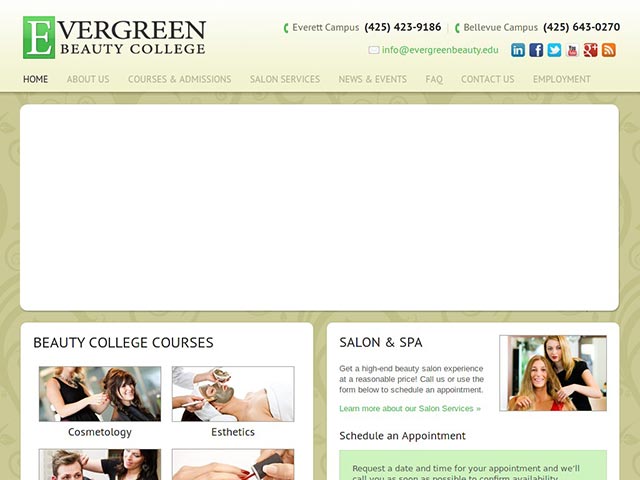 EVERGREEN
BEAUTY COLLEGE
Everett Campus (425) 423-9186 Bellevue Campus (425) 643-0270
info@evergreenbeauty.edu
HOME ABOUT US COURSES & ADMISSIONS SALON SERVICES NEWS & EVENTS FAQ CONTACT US EMPLOYMENT
BEAUTY COLLEGE COURSES
Cosmetology
Esthetics
SALON & SPA
Get a high-end beauty salon experience
at a reasonable price! Call us or use the
form below to schedule an appointment.
Learn more about our Salon Services »
Schedule an Appointment
Request a date and time for your appointment and we'll
call you as soon as possible to confirm availability.